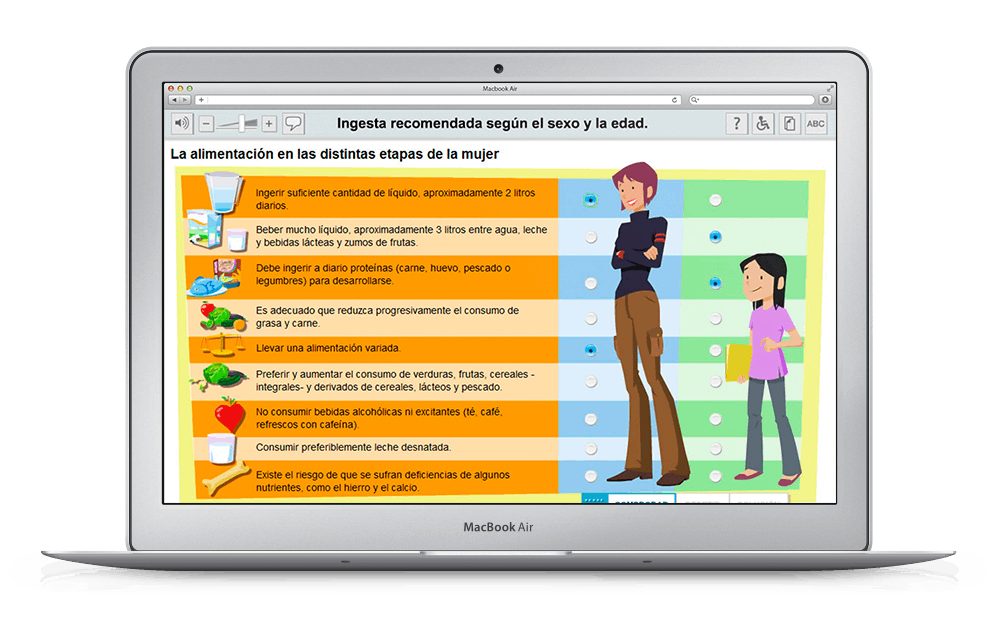 Macbook Air
Ingesta recomendada según el sexo y la edad.
?
ABC
La alimentación en las distintas etapas de la mujer
Ingerir suficiente cantidad de líquido, aproximadamente 2 litros
diarios.
Beber mucho líquido, aproximadamente 3 litros entre agua, leche
y bebidas lácteas y zumos de frutas.
Debe ingerir a diario proteínas (carne, huevo, pescado o
legumbres) para desarrollarse.
Es adecuado que reduzca progresivamente el consumo de
grasa y carne.
Llevar una alimentación variada.
Preferir y aumentar el consumo de verduras, frutas, cereales -
integrales- y derivados de cereales, lácteos y pescado.
No consumir bebidas alcohólicas ni excitantes (té, café,
refrescos con cafeína).
Consumir preferiblemente leche desnatada.
Existe el riesgo de que se sufran deficiencias de algunos
nutrientes, como el hierro y el calcio.
MacBook Air